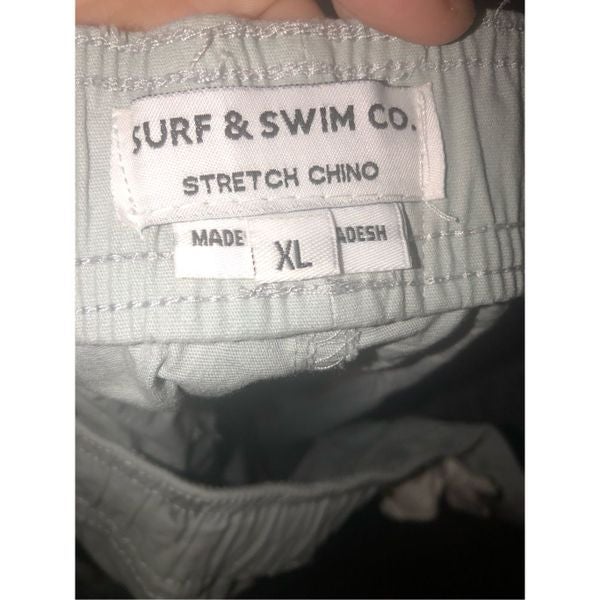 SURF & SWIM CO.
STRETCH CHINO
MADE
XL
ADESH